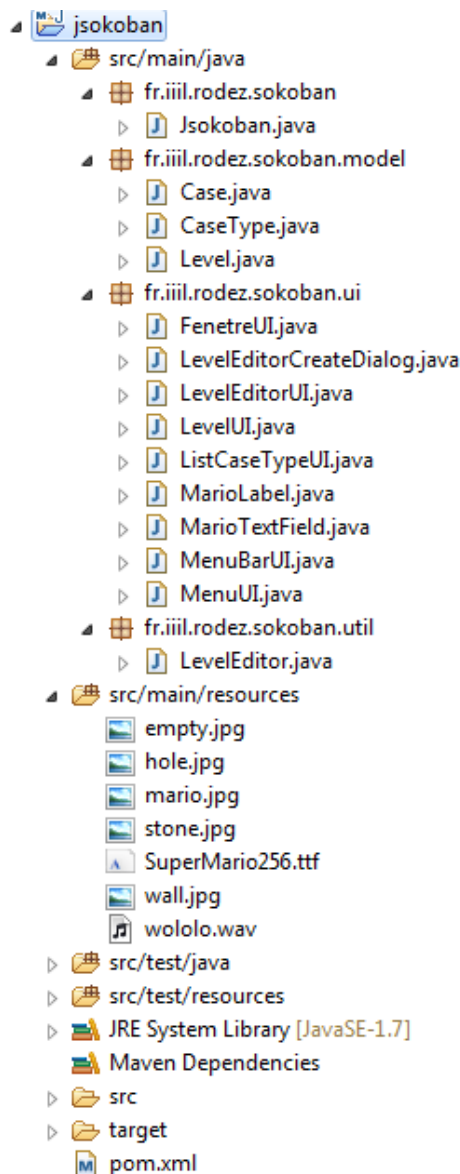 jsokoban
src/main/java
fr.iiil.rodez.sokoban
Jsokoban.java
fr.iiil.rodez.sokoban.model
Case.java
CaseType.java
Level.java
fr.iiil.rodez.sokoban.ui
FenetreUI.java
LevelEditorCreateDialog.java
LevelEditorUI.java
LevelUI.java
ListCaseTypeUI.java
MarioLabel.java
MarioTextField.java
MenuBarUI.java
MenuUI.java
fr.iiil.rodez.sokoban.util
LevelEditor.java
src/main/resources
empty.jpg
hole.jpg
mario.jpg
stone.jpg
SuperMario256.ttf
wall.jpg
wololo.wav
src/test/java
src/test/resources
JRE System Library [JavaSE-1.7]
Maven Dependencies
src
target
pom.xml